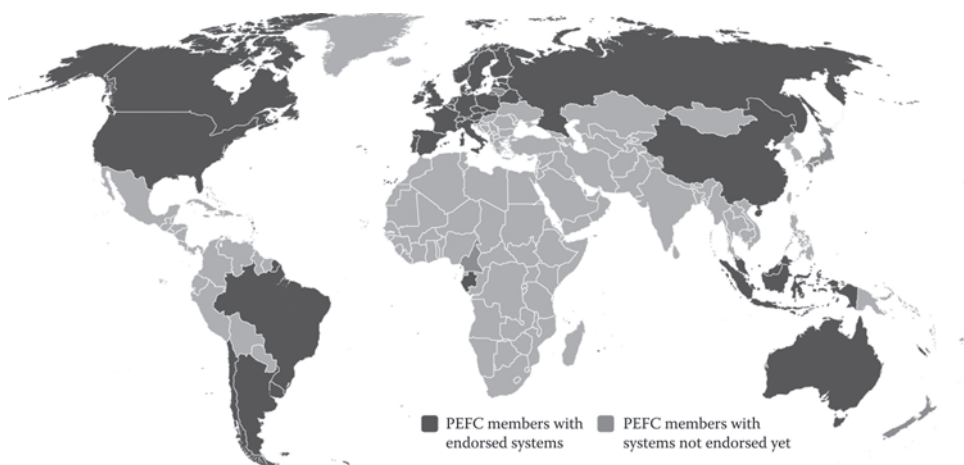 PEFC members with
endorsed systems
PEFC members with
systems not endorsed yet